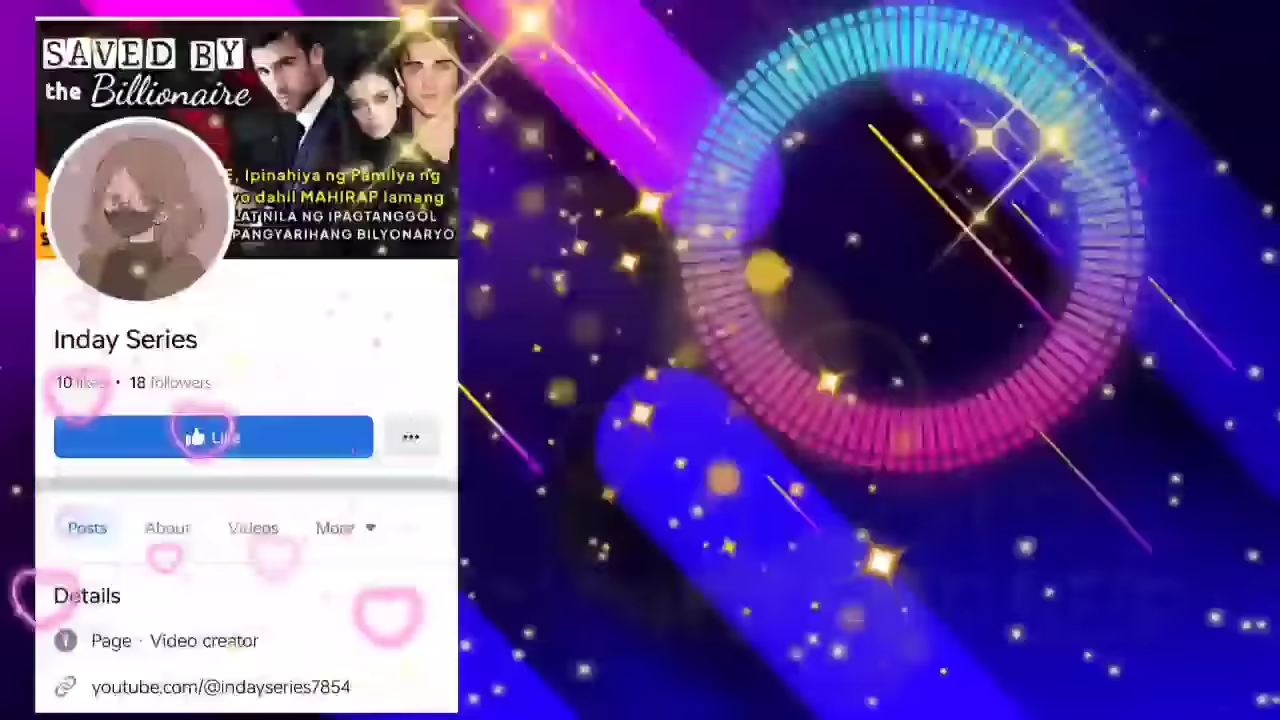 SAVED BY
the Billionaire
E, Ipinahiya ng Pamilya ng
yo dahil MAHIRAP lamang
NILA NG IPAGTANGGOL
PANGYARIHANG BILYONARYO
Inday Series
10 likes • 18 followers
Like
Posts About Videos More
Details
Page · Video creator
youtube.com/@indayseries7854